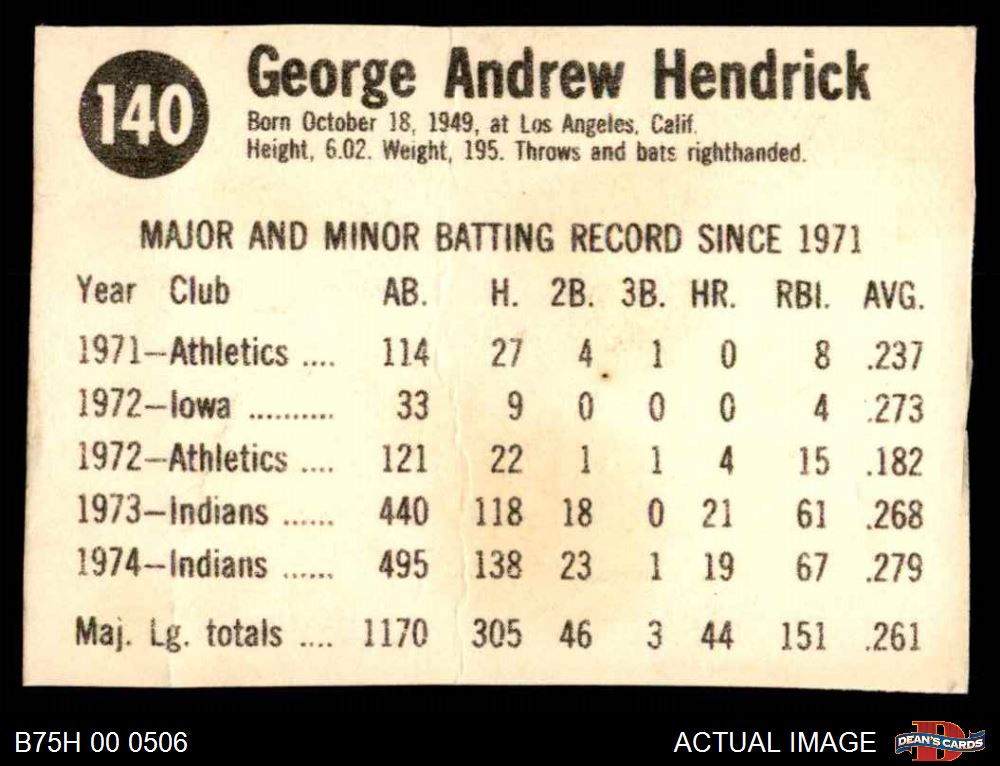 140
George Andrew Hendrick
Born October 18, 1949, at Los Angeles, Calif.
Height, 6.02. Weight, 195. Throws and bats righthanded.
MAJOR AND MINOR BATTING RECORD SINCE 1971
Year Club AB. H. 2B. 3B. HR. RBI. AVG.
1971—Athletics .... 114 27 4 1 0 8 .237
1972—Iowa .......... 33 9 0 0 0 4 .273
1972—Athletics .... 121 22 1 1 4 15 .182
1973—Indians ...... 440 118 18 0 21 61 .268
1974—Indians ...... 495 138 23 1 19 67 .279
Maj. Lg. totals .... 1170 305 46 3 44 151 .261
B75H 00 0506
ACTUAL IMAGE
DEAN'S CARDS